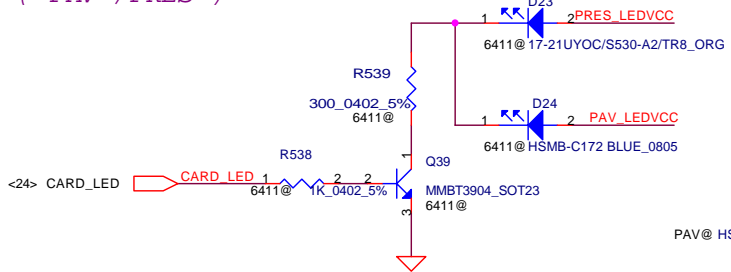 D23
1 2 PRES_LEDVCC
6411@ 17-21UYOC/S530-A2/TR8_ORG
R539
300_0402_5%
6411@
D24
1 2 PAV_LEDVCC
6411@ HSMB-C172 BLUE_0805
R538
1 Q39
<24> CARD_LED CARD_LED 1 2 2
6411@ 1K_0402_5% MMBT3904_SOT23
3 6411@
PAV@ HS